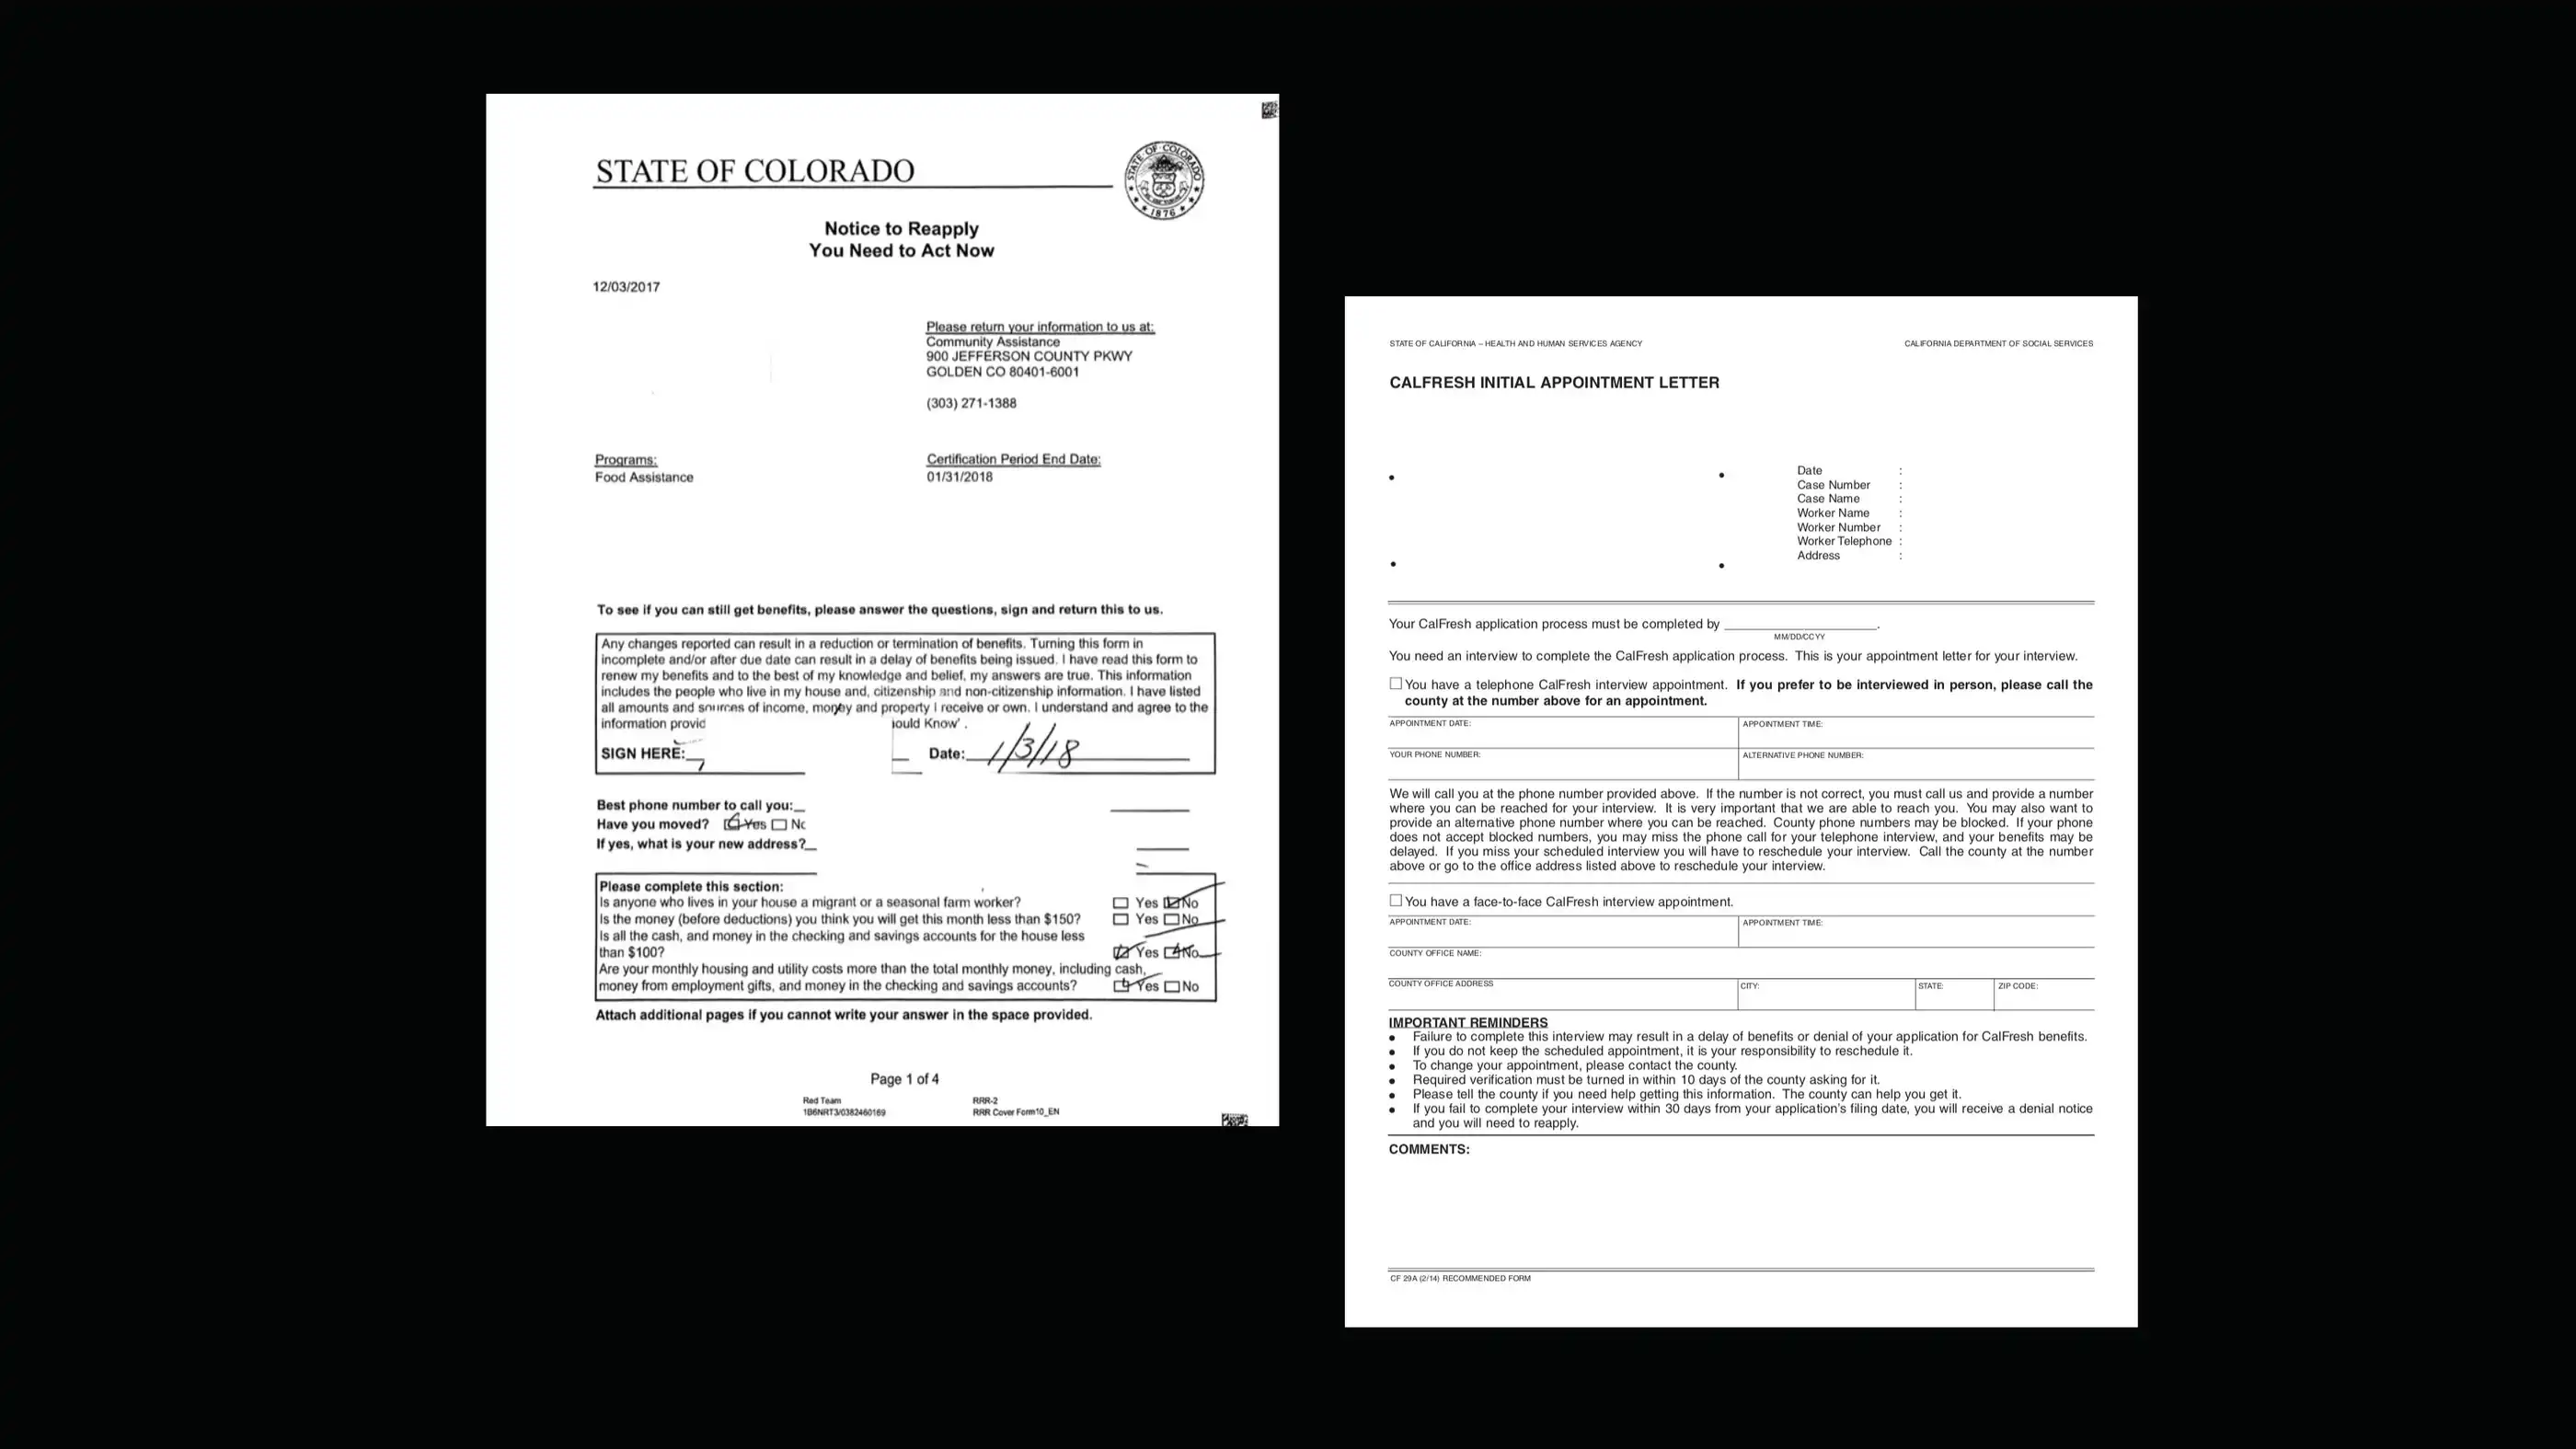 STATE OF COLORADO
STATE OF COLORADO
1876
Notice to Reapply
You Need to Act Now
12/03/2017
Please return your information to us at:
Community Assistance
900 JEFFERSON COUNTY PKWY
GOLDEN CO 80401-6001
(303) 271-1388
Programs:
Food Assistance
Certification Period End Date:
01/31/2018
To see if you can still get benefits, please answer the questions, sign and return this to us.
Any changes reported can result in a reduction or termination of benefits. Turning this form in
incomplete and/or after due date can result in a delay of benefits being issued. I have read this form to
renew my benefits and to the best of my knowledge and belief, my answers are true. This information
includes the people who live in my house and, citizenship and non-citizenship information. I have listed
all amounts and sources of income, money and property I receive or own. I understand and agree to the
information provid ould Know'.
SIGN HERE: Date: 1/3/18
Best phone number to call you:
Have you moved? Yes No
If yes, what is your new address?
Please complete this section:
Is anyone who lives in your house a migrant or a seasonal farm worker? Yes No
Is the money (before deductions) you think you will get this month less than $150? Yes No
Is all the cash, and money in the checking and savings accounts for the house less
than $100? Yes No
Are your monthly housing and utility costs more than the total monthly money, including cash,
money from employment gifts, and money in the checking and savings accounts? Yes No
Attach additional pages if you cannot write your answer in the space provided.
Page 1 of 4
Red Team RRR-2
1B6NRT3/0382460169 RRR Cover Form10_EN
STATE OF CALIFORNIA – HEALTH AND HUMAN SERVICES AGENCY CALIFORNIA DEPARTMENT OF SOCIAL SERVICES
CALFRESH INITIAL APPOINTMENT LETTER
Date :
Case Number :
Case Name :
Worker Name :
Worker Number :
Worker Telephone :
Address :
Your CalFresh application process must be completed by ____________________.
MM/DD/CCYY
You need an interview to complete the CalFresh application process. This is your appointment letter for your interview.
☐ You have a telephone CalFresh interview appointment. If you prefer to be interviewed in person, please call the
county at the number above for an appointment.
APPOINTMENT DATE: APPOINTMENT TIME:
YOUR PHONE NUMBER: ALTERNATIVE PHONE NUMBER:
We will call you at the phone number provided above. If the number is not correct, you must call us and provide a number
where you can be reached for your interview. It is very important that we are able to reach you. You may also want to
provide an alternative phone number where you can be reached. County phone numbers may be blocked. If your phone
does not accept blocked numbers, you may miss the phone call for your telephone interview, and your benefits may be
delayed. If you miss your scheduled interview you will have to reschedule your interview. Call the county at the number
above or go to the office address listed above to reschedule your interview.
☐ You have a face-to-face CalFresh interview appointment.
APPOINTMENT DATE: APPOINTMENT TIME:
COUNTY OFFICE NAME:
COUNTY OFFICE ADDRESS CITY: STATE: ZIP CODE:
IMPORTANT REMINDERS
• Failure to complete this interview may result in a delay of benefits or denial of your application for CalFresh benefits.
• If you do not keep the scheduled appointment, it is your responsibility to reschedule it.
• To change your appointment, please contact the county.
• Required verification must be turned in within 10 days of the county asking for it.
• Please tell the county if you need help getting this information. The county can help you get it.
• If you fail to complete your interview within 30 days from your application's filing date, you will receive a denial notice
and you will need to reapply.
COMMENTS:
CF 29A (2/14) RECOMMENDED FORM